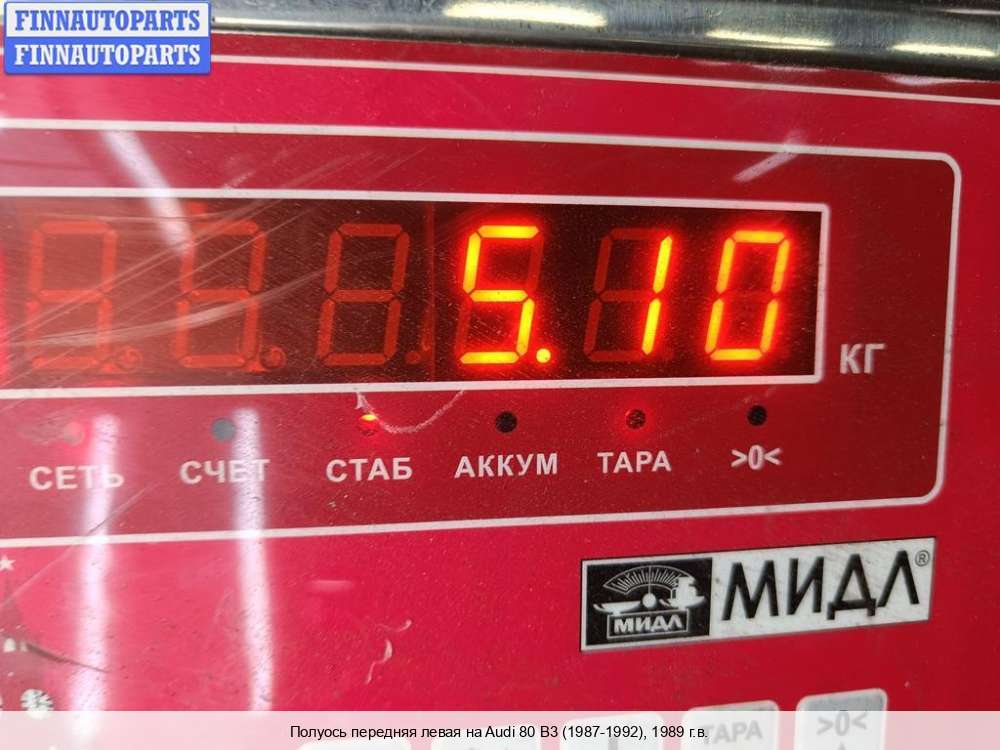 FINNAUTOPARTS
FINNAUTOPARTS
5.10
КГ
СЕТЬ СЧЕТ СТАБ АККУМ ТАРА >0<
МИДЛ МИДЛ®
ТАРА >0<
Полуось передняя левая на Audi 80 B3 (1987-1992), 1989 г.в.